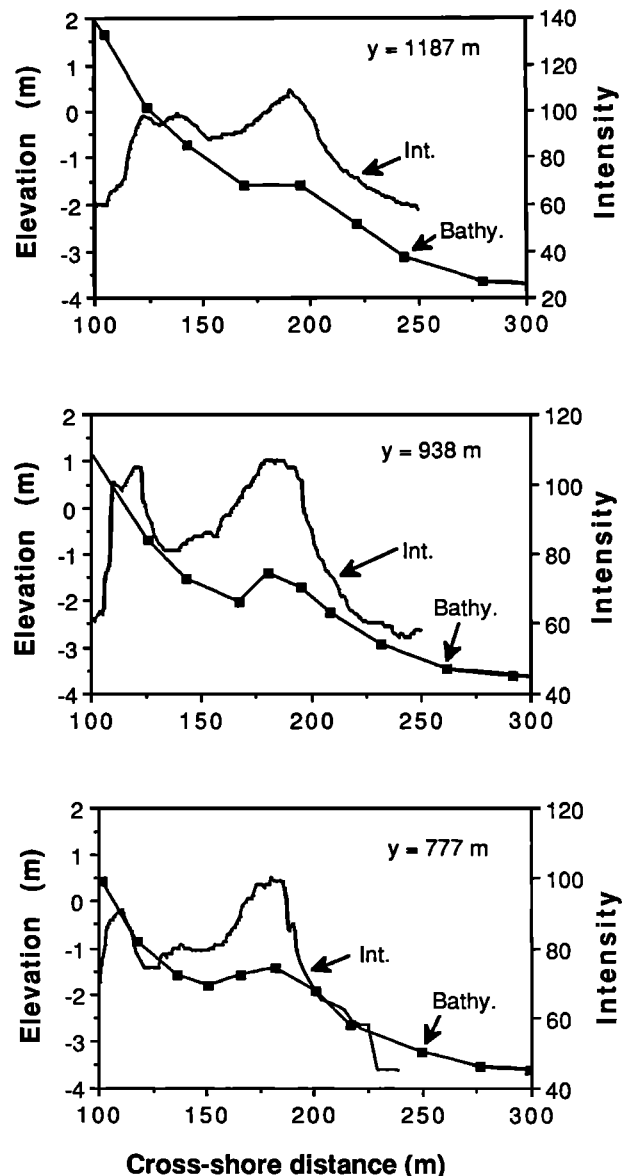 y = 1187 m
Elevation (m)
2
1
0
-1
-2
-3
-4
Intensity
140
120
100
80
60
40
20
Int.
Bathy.
100 150 200 250 300
y = 938 m
Elevation (m)
2
1
0
-1
-2
-3
-4
Intensity
120
100
80
60
40
Int.
Bathy.
100 150 200 250 300
y = 777 m
Elevation (m)
2
1
0
-1
-2
-3
-4
Intensity
120
100
80
60
40
Int.
Bathy.
100 150 200 250 300
Cross-shore distance (m)